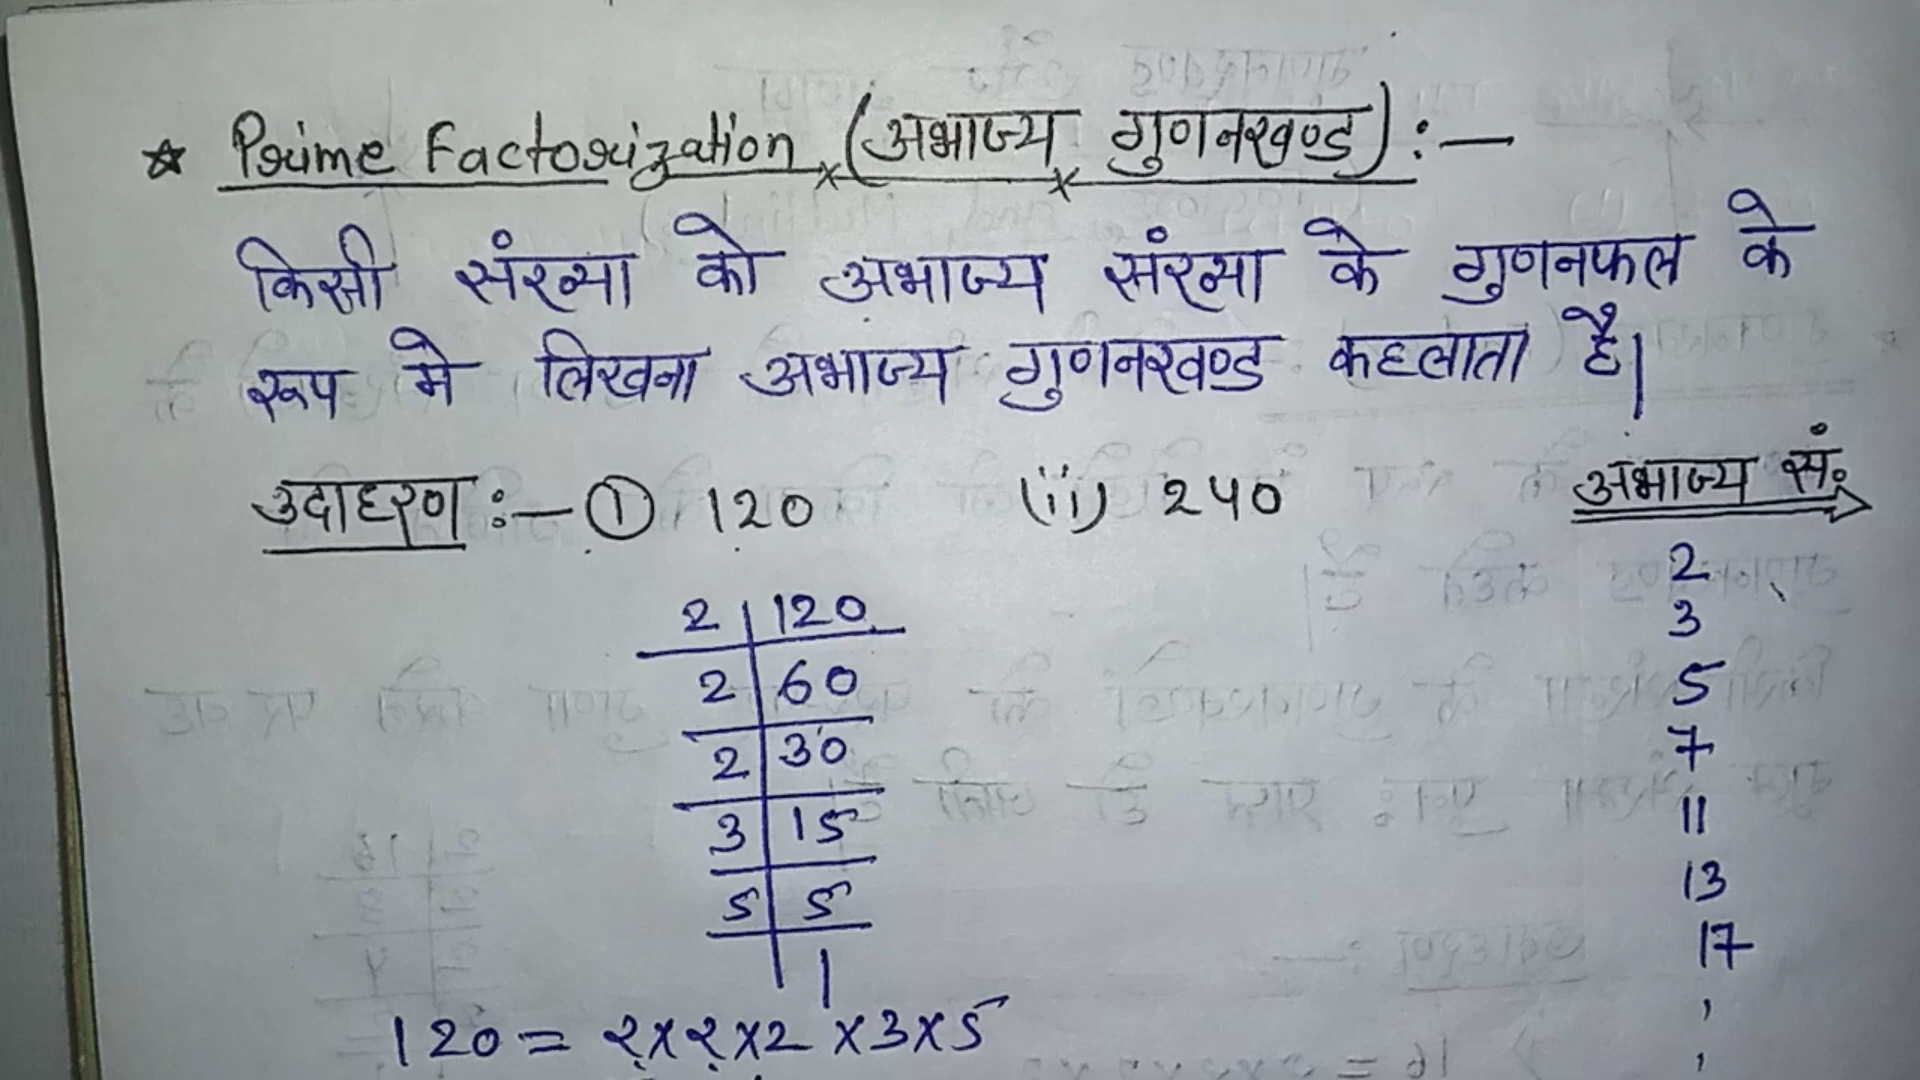 ☆ Prime Factorization (अभाज्य गुणनखण्ड) :—
किसी संख्या को अभाज्य संख्या के गुणनफल के
रूप मे लिखना अभाज्य गुणनखण्ड कहलाता है।
उदाहरण :— ① 120 (ii) 240 अभाज्य सं.
2 | 120
2 | 60
2 | 30
3 | 15
5 | 5
1
120 = 2×2×2×3×5
2
3
5
7
11
13
17
,
,